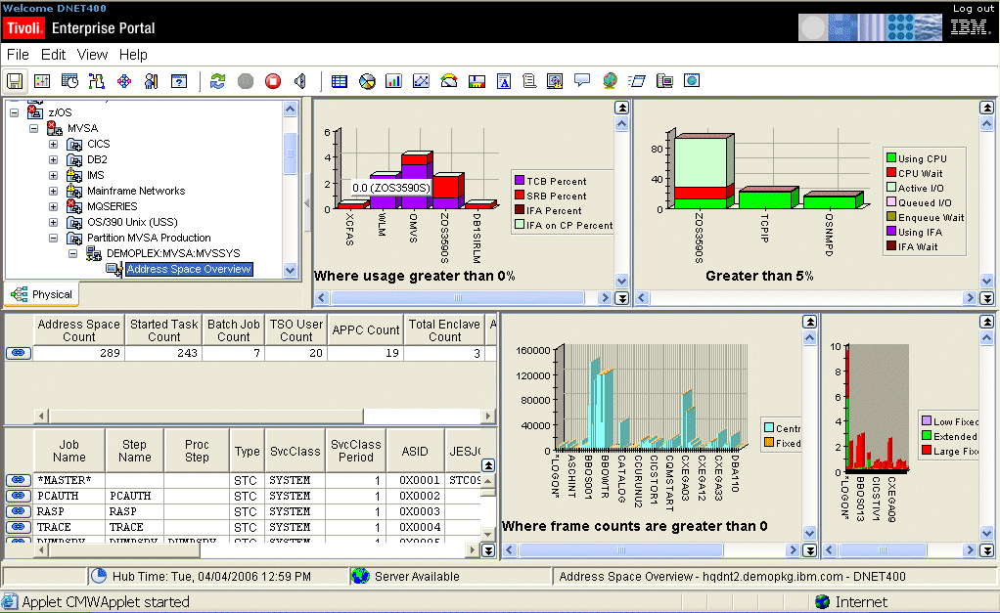 Welcome DNET400
Log out
Tivoli. Enterprise Portal
IBM.
File Edit View Help
z/OS
MVSA
CICS
DB2
IMS
Mainframe Networks
MQSERIES
OS/390 Unix (USS)
Partition MVSA Production
DEMOPLEX:MVSA:MVSSYS
Address Space Overview
Physical
6
4
2
0
0.0 (ZOS3590S)
XCFAS
WLM
OMVS
ZOS3590S
DB1SIRLM
TCB Percent
SRB Percent
IFA Percent
IFA on CP Percent
Where usage greater than 0%
80
40
0
ZOS3590S
TCPIP
OSNMPD
Using CPU
CPU Wait
Active I/O
Queued I/O
Enqueue Wait
Using IFA
IFA Wait
Greater than 5%
Address Space Count Started Task Count Batch Job Count TSO User Count APPC Count Total Enclave Count A
289 243 7 20 19 3
Job Name Step Name Proc Step Type SvcClass SvcClass Period ASID JESJC
*MASTER* STC SYSTEM 1 0X0001 STC09
PCAUTH PCAUTH STC SYSTEM 1 0X0002
RASP RASP STC SYSTEM 1 0X0003
TRACE TRACE STC SYSTEM 1 0X0004
DUMPSRV DUMPSRV DUMPSRV STC SYSTEM 1 0X0005
160000
120000
80000
40000
0
*LOGON*
ASCHINT
BBOS001
BBOWTR
CATALOG
CCURUNU2
CICSTOR1
CQMSTART
CXEGA03
CXEGA12
CXEGA33
DBA110
Centr
Fixed
Where frame counts are greater than 0
10
8
6
4
2
0
*LOGON*
BBOS013
CICSTIV1
CXEGA09
Low Fixed
Extended
Large Fix
Hub Time: Tue, 04/04/2006 12:59 PM
Server Available
Address Space Overview - hqdnt2.demopkg.ibm.com - DNET400
Applet CMWApplet started
Internet